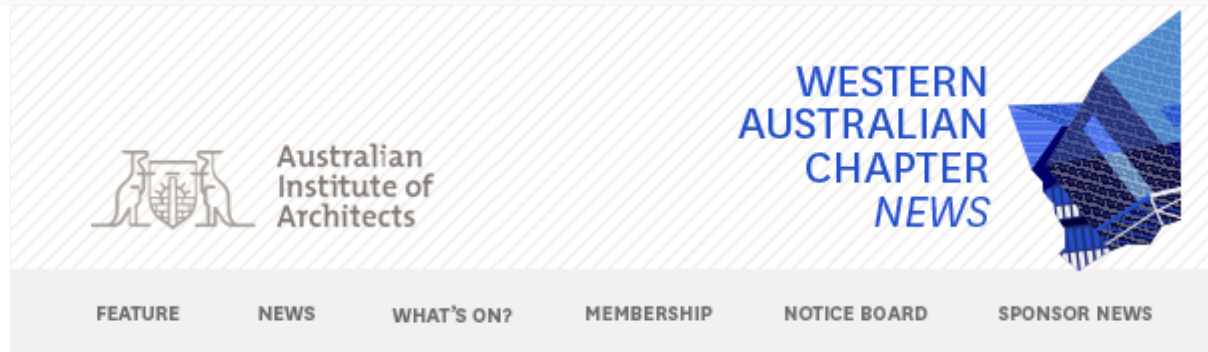 WESTERN
AUSTRALIAN
CHAPTER
NEWS
Australian
Institute of
Architects
FEATURE NEWS WHAT'S ON? MEMBERSHIP NOTICE BOARD SPONSOR NEWS